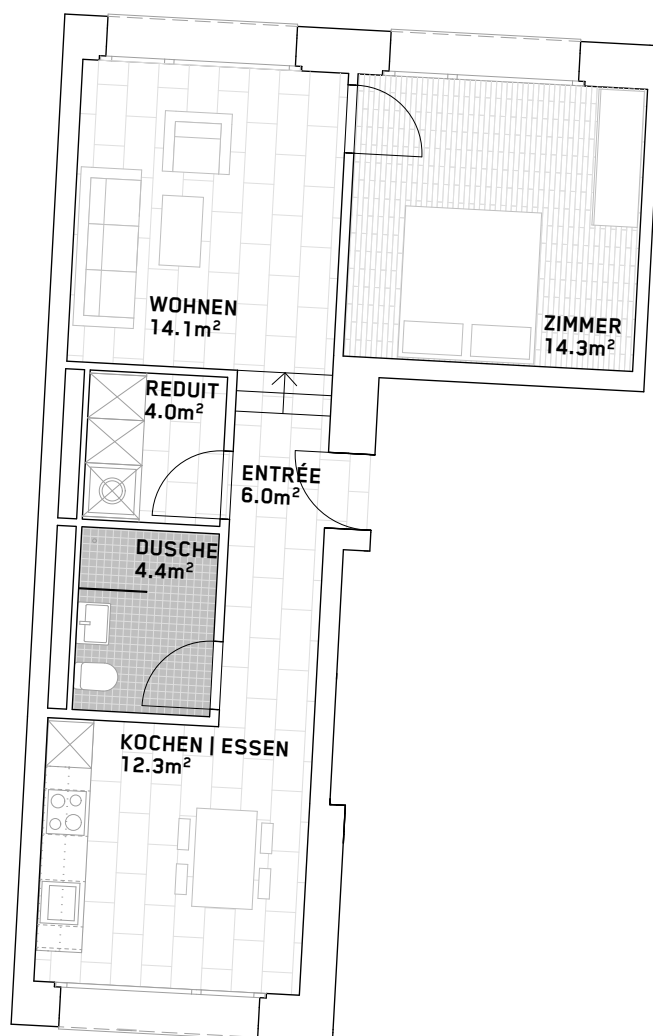 WOHNEN
14.1m²
ZIMMER
14.3m²
REDUIT
4.0m²
ENTRÉE
6.0m²
DUSCHE
4.4m²
KOCHEN | ESSEN
12.3m²